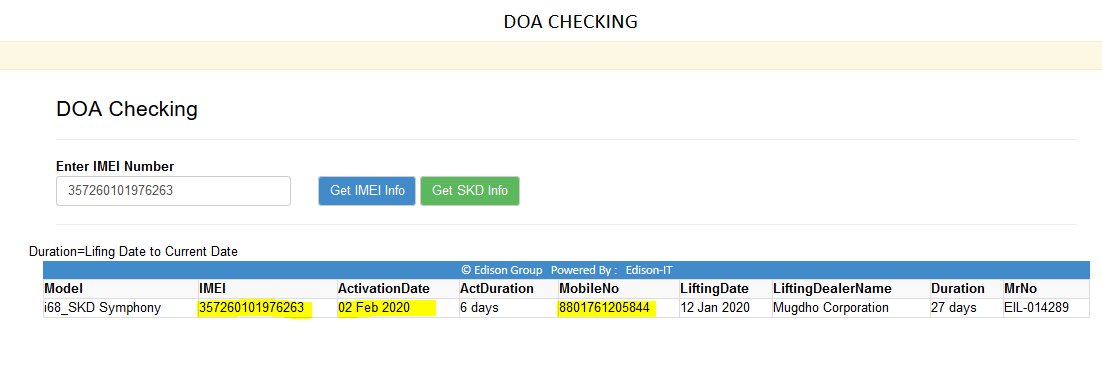 DOA CHECKING
DOA Checking
Enter IMEI Number
357260101976263 Get IMEI Info Get SKD Info
Duration=Lifing Date to Current Date
© Edison Group Powered By : Edison-IT
Model IMEI ActivationDate ActDuration MobileNo LiftingDate LiftingDealerName Duration MrNo
i68_SKD Symphony 357260101976263 02 Feb 2020 6 days 8801761205844 12 Jan 2020 Mugdho Corporation 27 days EIL-014289